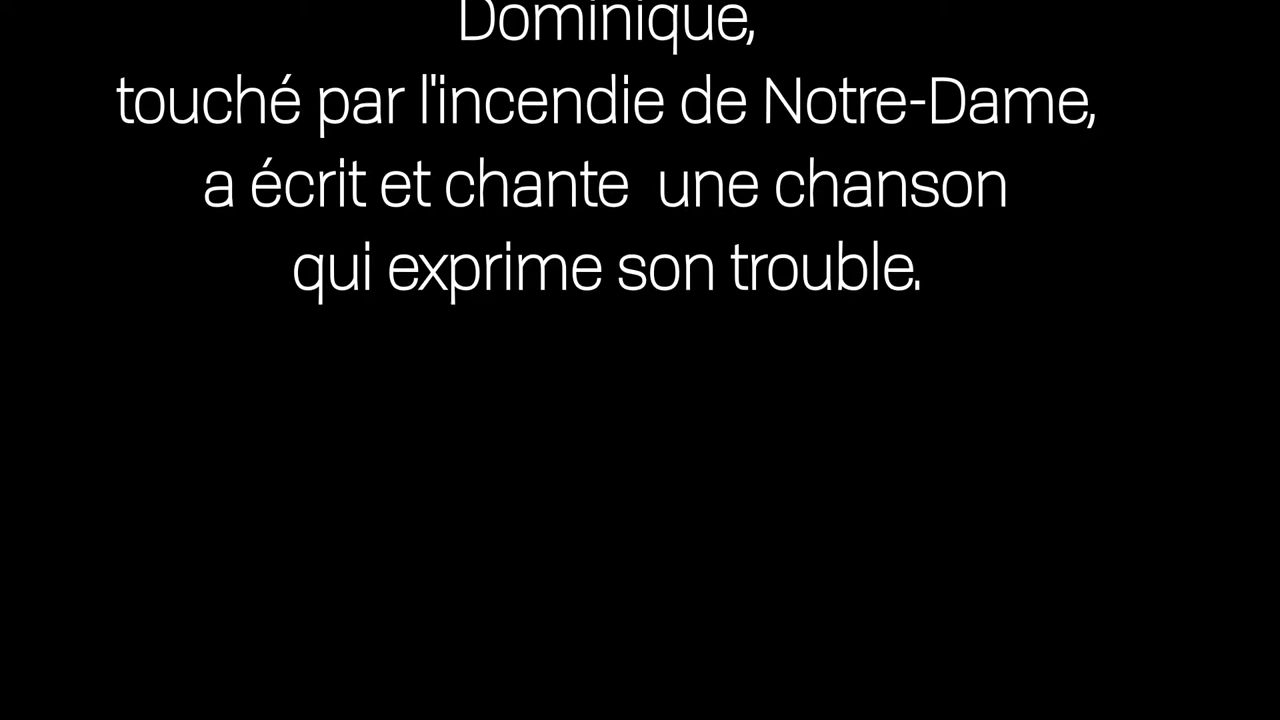 Dominique,
touché par l'incendie de Notre-Dame,
a écrit et chante  une chanson
qui exprime son trouble.